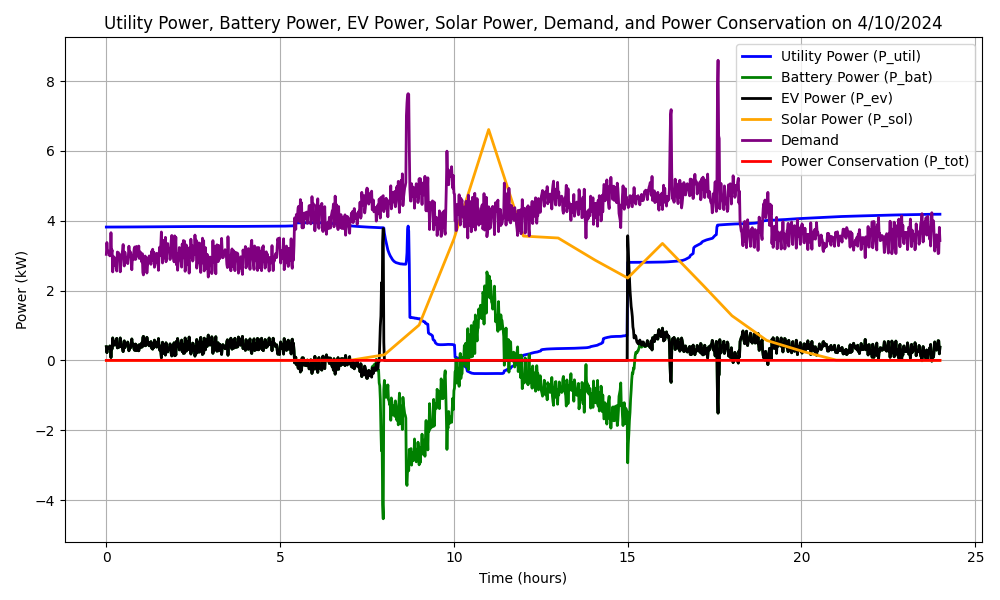 Utility Power, Battery Power, EV Power, Solar Power, Demand, and Power Conservation on 4/10/2024
Utility Power (P_util)
Battery Power (P_bat)
EV Power (P_ev)
Solar Power (P_sol)
Demand
Power Conservation (P_tot)
Power (kW)
8
6
4
2
0
−2
−4
0
5
10
15
20
25
Time (hours)